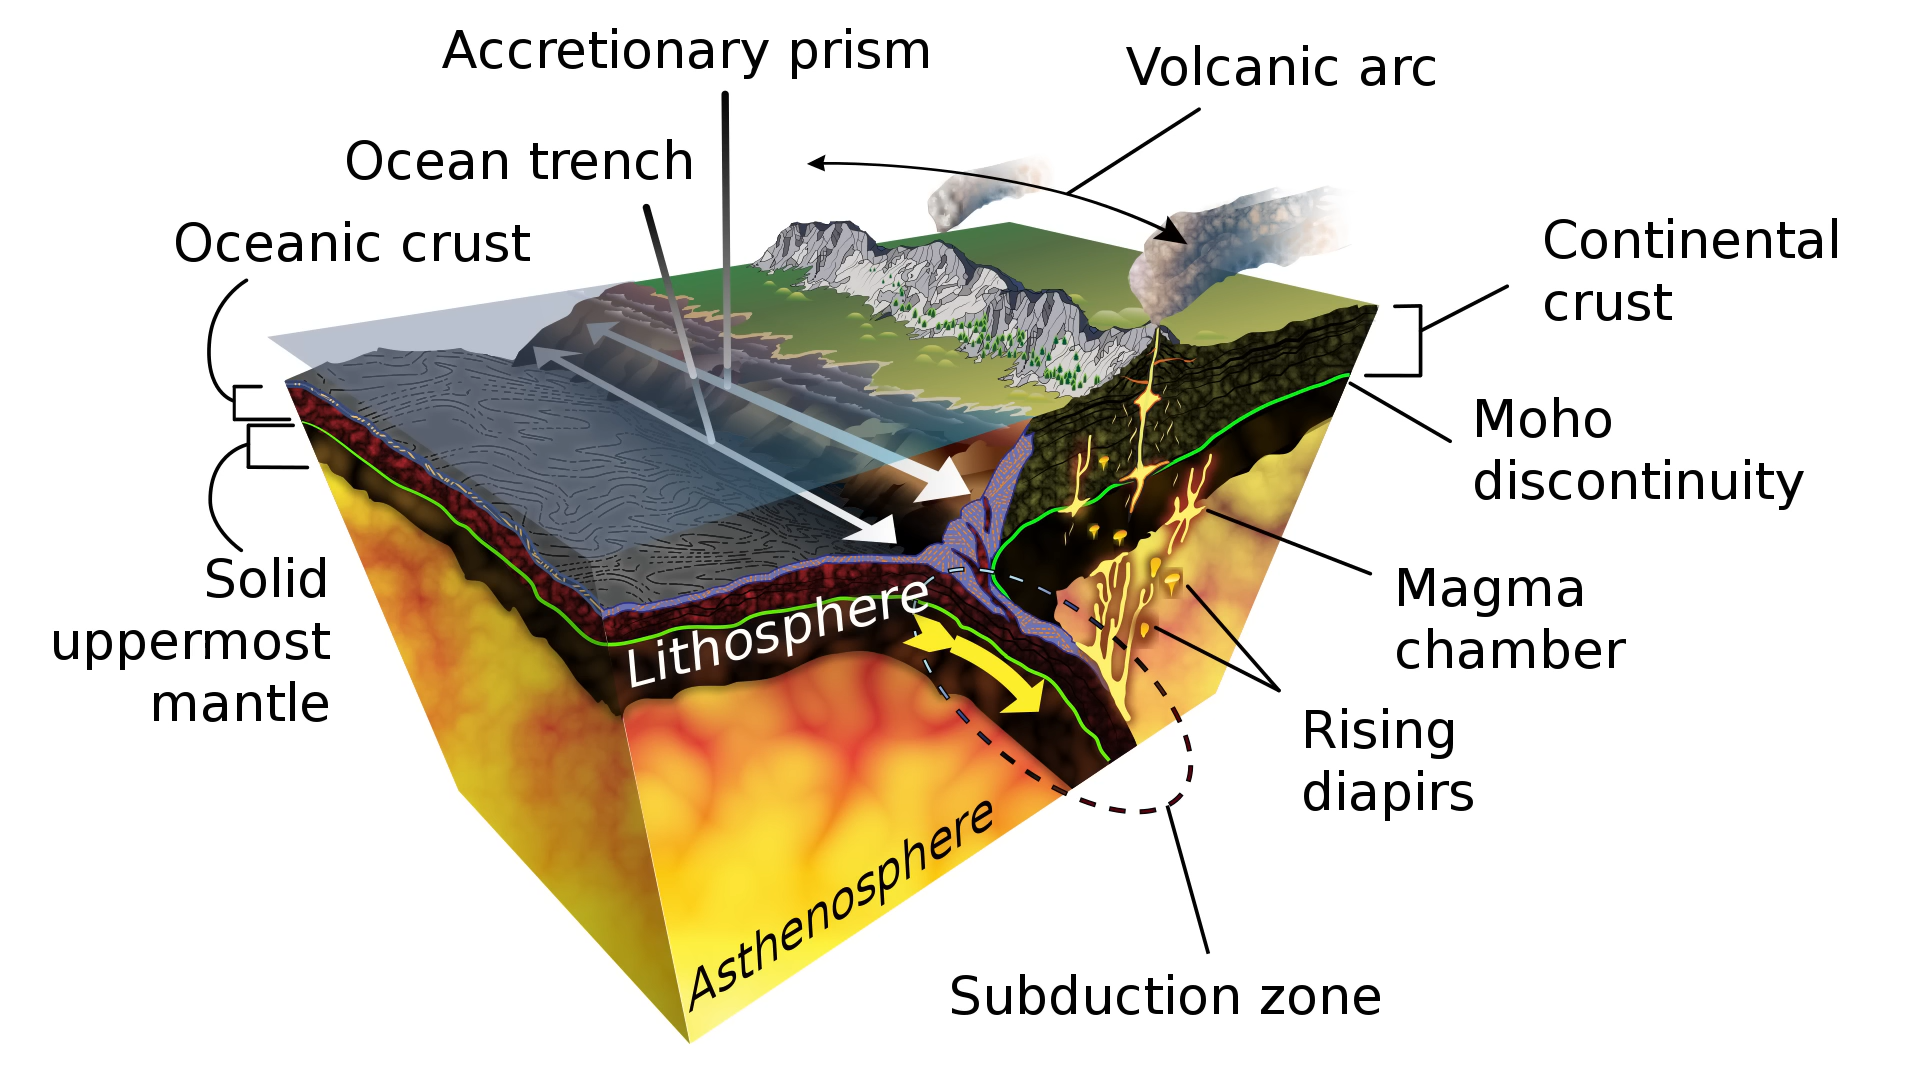 Accretionary prism
Volcanic arc
Ocean trench
Oceanic crust
Continental
crust
Moho
discontinuity
Solid
uppermost
mantle
Lithosphere
Magma
chamber
Rising
diapirs
Asthenosphere
Subduction zone